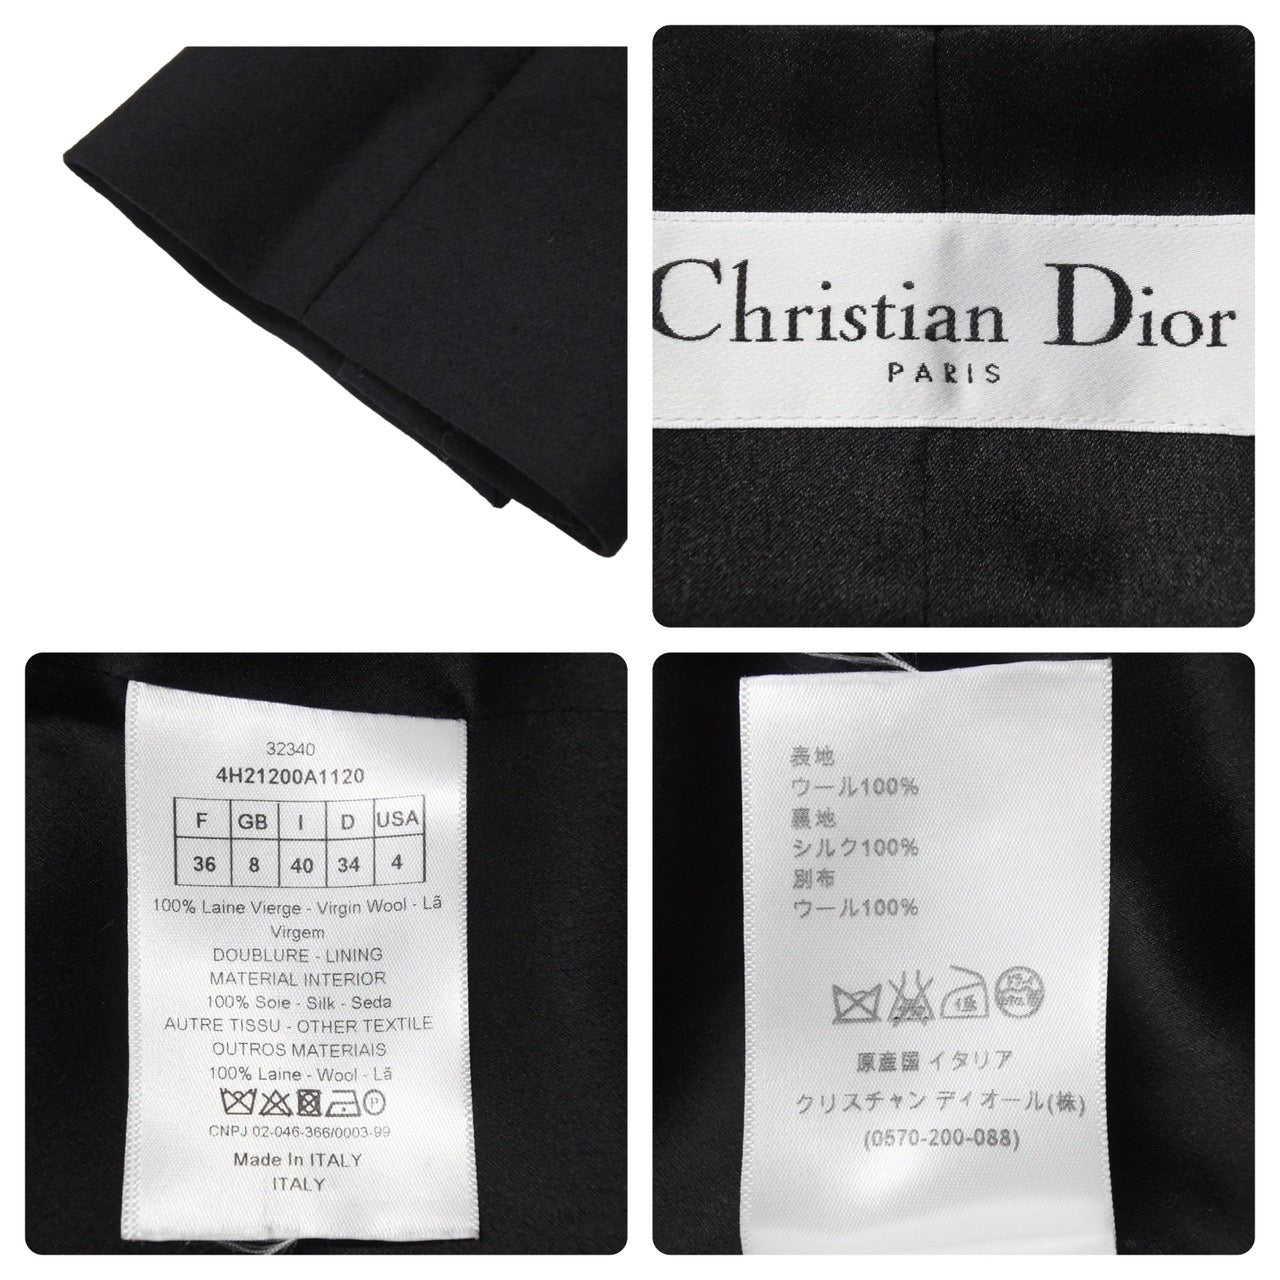 Christian Dior
PARIS
32340
4H21200A1120
F GB I D USA
36 8 40 34 4
100% Laine Vierge - Virgin Wool - Lã
Virgem
DOUBLURE - LINING
MATERIAL INTERIOR
100% Soie - Silk - Seda
AUTRE TISSU - OTHER TEXTILE
OUTROS MATERIAIS
100% Laine - Wool - Lã
P
CNPJ 02-046-366/0003-99
Made In ITALY
ITALY
表地
ウール100%
裏地
シルク100%
別布
ウール100%
低 ドライ
原産国 イタリア
クリスチャン ディオール(株)
(0570-200-088)